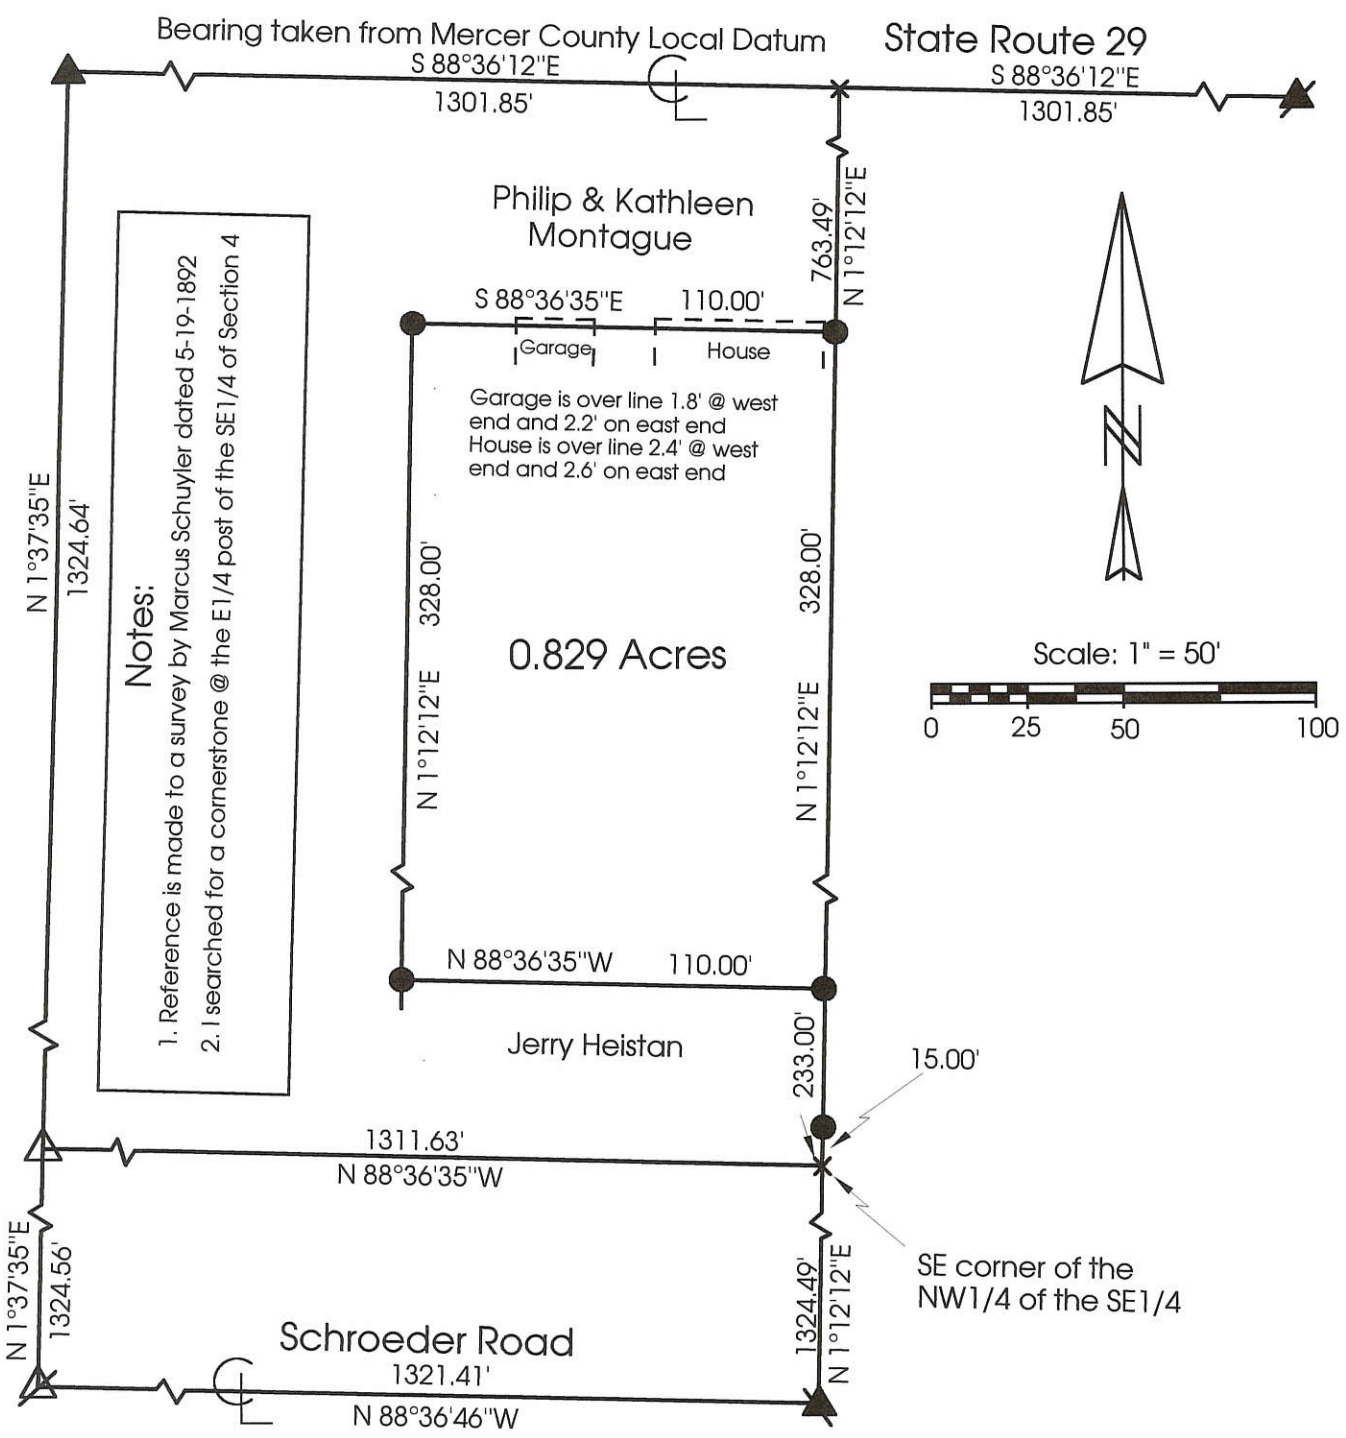 Bearing taken from Mercer County Local Datum
State Route 29
S 88°36'12"E
1301.85'
CL
S 88°36'12"E
1301.85'
Philip & Kathleen
Montague
763.49'
N 1°12'12"E
S 88°36'35"E 110.00'
Garage
House
Garage is over line 1.8' @ west
end and 2.2' on east end
House is over line 2.4' @ west
end and 2.6' on east end
N 1°37'35"E
1324.64'
Notes:
1. Reference is made to a survey by Marcus Schuyler dated 5-19-1892
2. I searched for a cornerstone @ the E1/4 post of the SE1/4 of Section 4
N 1°12'12"E 328.00'
0.829 Acres
N 1°12'12"E 328.00'
N
Scale: 1" = 50'
0 25 50 100
N 88°36'35"W 110.00'
Jerry Heistan
233.00'
15.00'
1311.63'
N 88°36'35"W
SE corner of the
NW1/4 of the SE1/4
N 1°37'35"E
1324.56'
1324.49'
N 1°12'12"E
Schroeder Road
1321.41'
CL
N 88°36'46"W